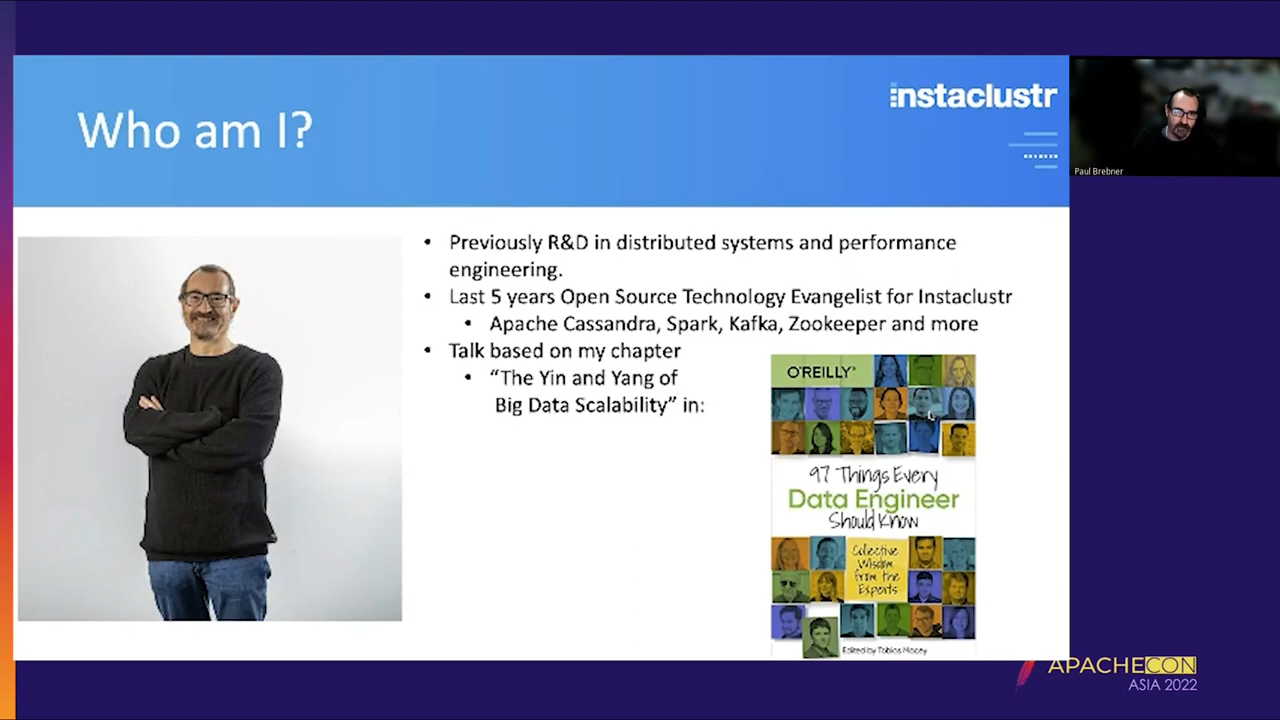 Who am I?
instaclustr
Paul Brebner
• Previously R&D in distributed systems and performance
engineering.
• Last 5 years Open Source Technology Evangelist for Instaclustr
• Apache Cassandra, Spark, Kafka, Zookeeper and more
• Talk based on my chapter
• “The Yin and Yang of
Big Data Scalability” in:
O'REILLY®
97 Things Every
Data Engineer
Should Know
Collective
Wisdom
from the
Experts
Edited by Tobias Macey
APACHECON
ASIA 2022